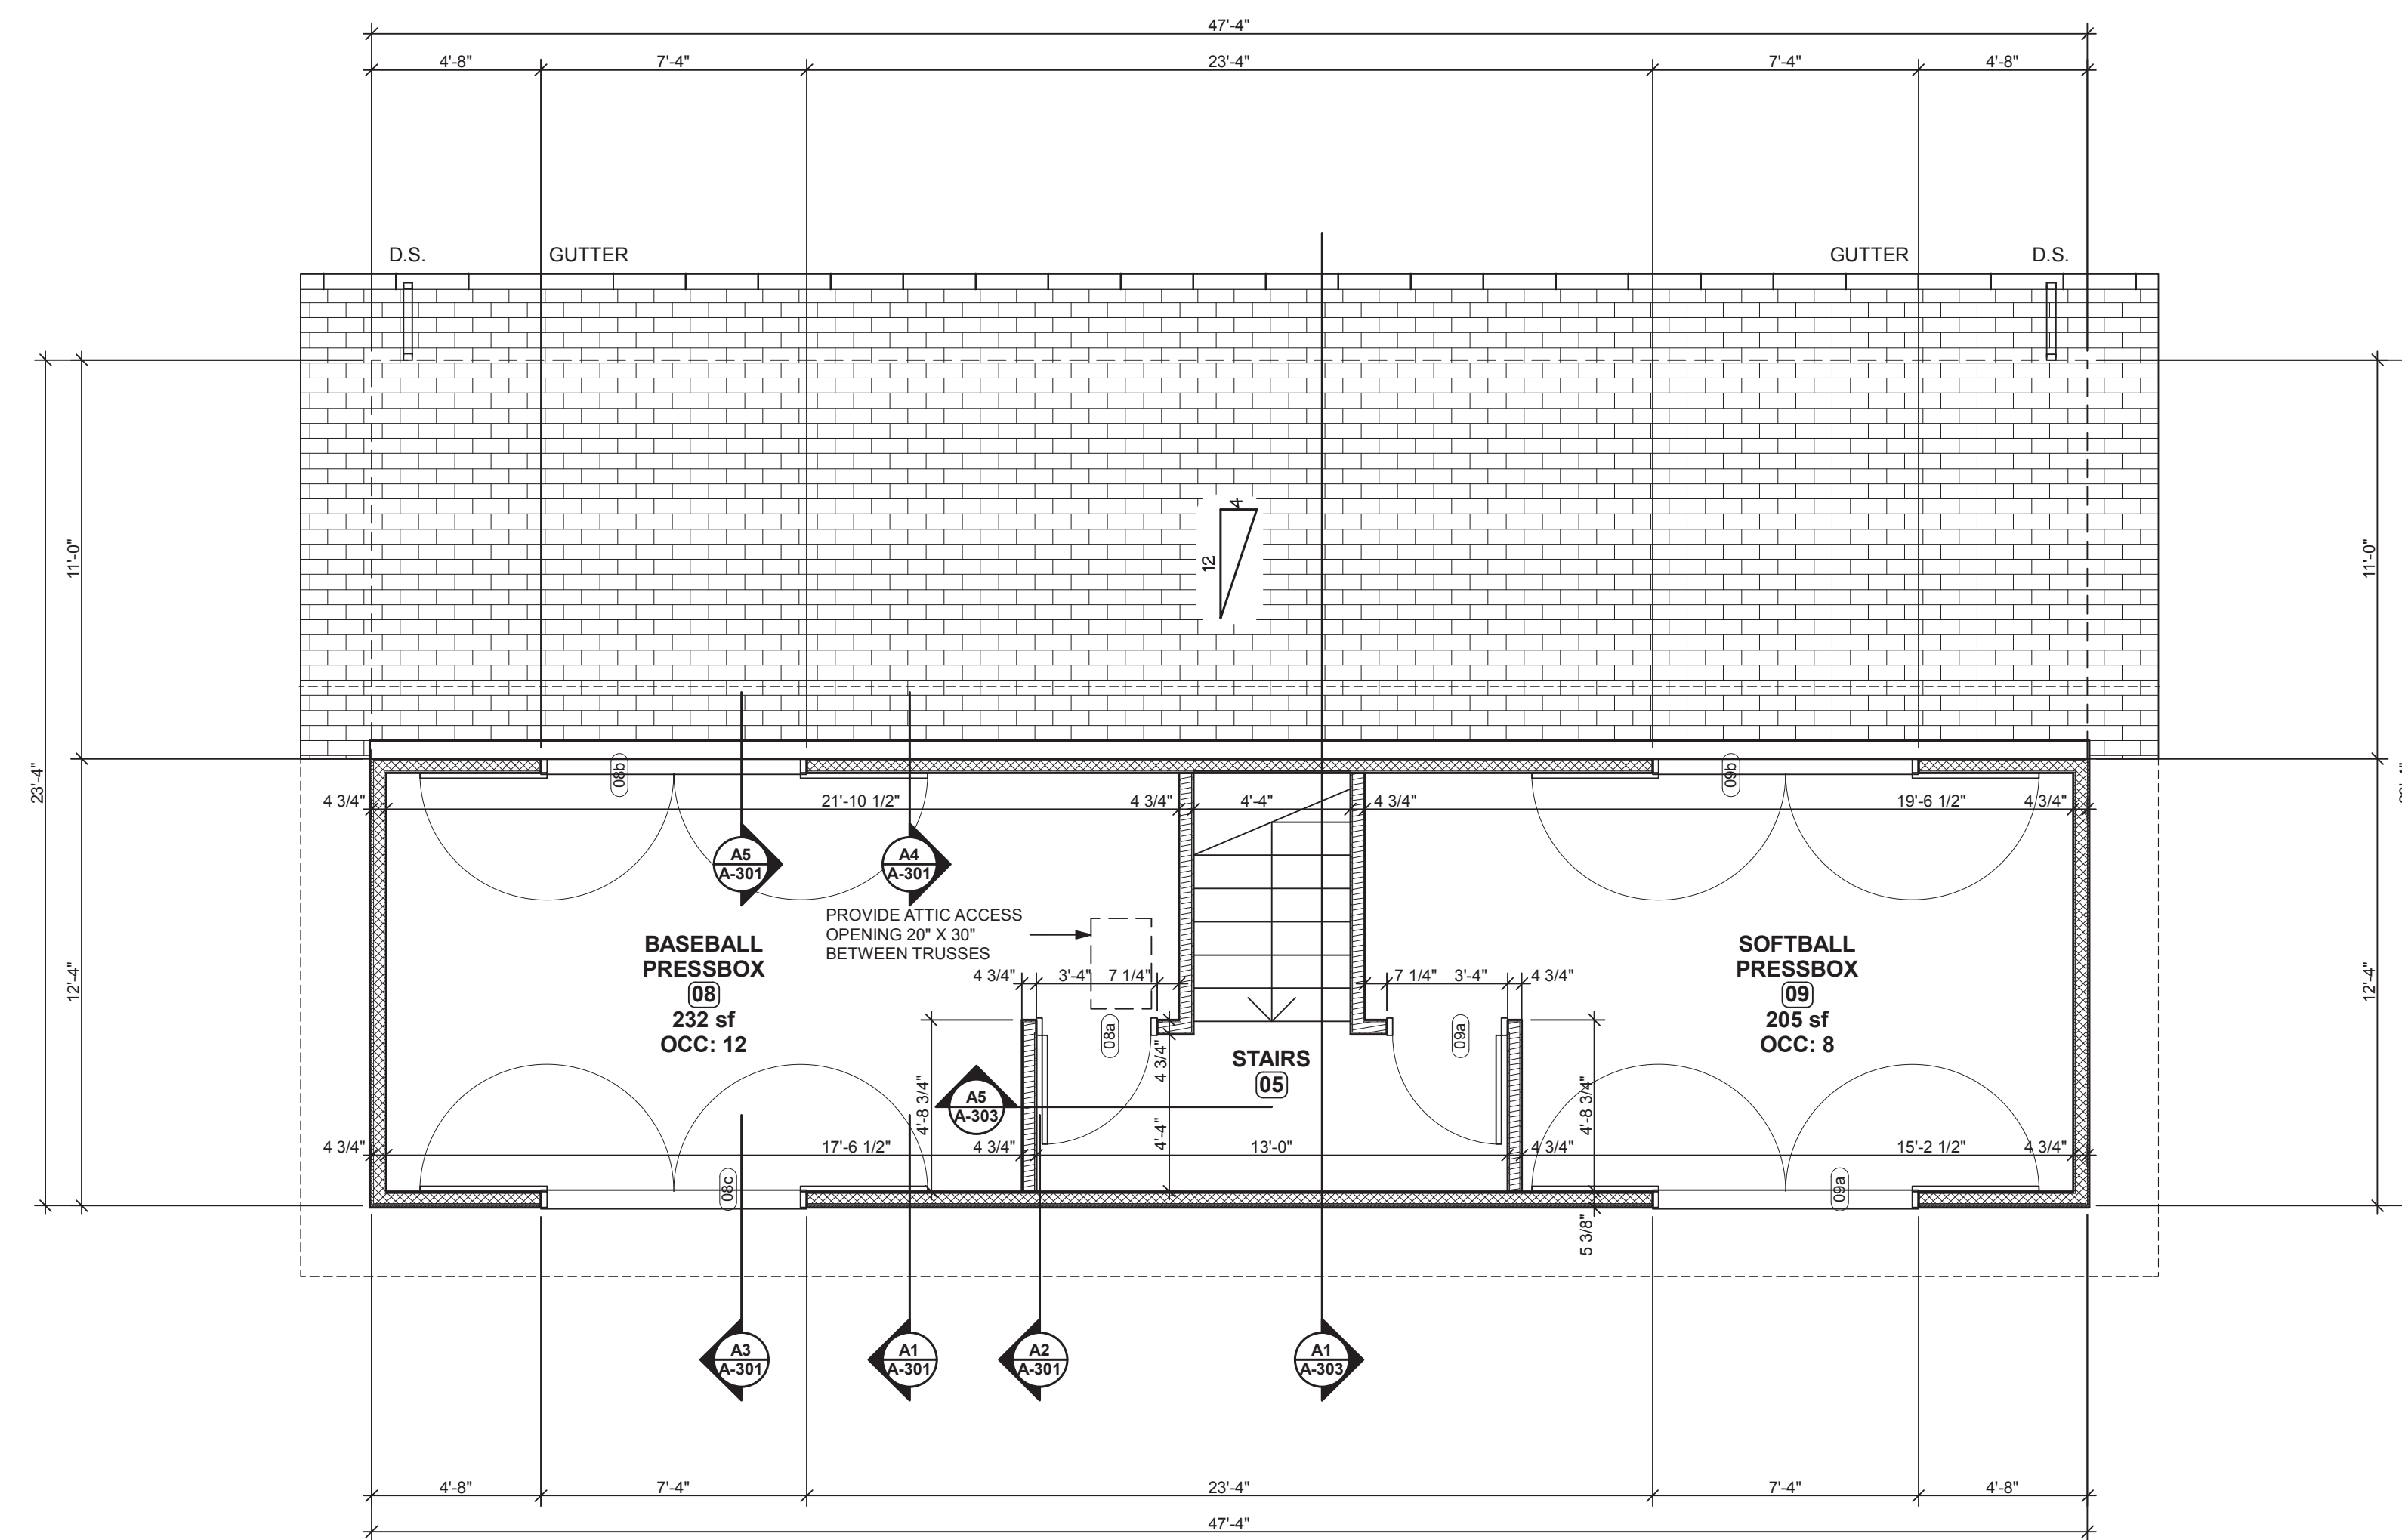 47'-4"
4'-8" 7'-4" 23'-4" 7'-4" 4'-8"
D.S. GUTTER GUTTER D.S.
4
12
11'-0" 11'-0"
23'-4"
08b 09b
4 3/4" 21'-10 1/2" 4 3/4" 4'-4" 4 3/4" 19'-6 1/2" 4 3/4"
A5
A-301
A4
A-301
PROVIDE ATTIC ACCESS
OPENING 20" X 30"
BETWEEN TRUSSES
BASEBALL
PRESSBOX
08
232 sf
OCC: 12
SOFTBALL
PRESSBOX
09
205 sf
OCC: 8
12'-4" 12'-4"
4 3/4" 3'-4" 7 1/4" 7 1/4" 3'-4" 4 3/4"
08a 09a
STAIRS
05
4 3/4"
4'-8 3/4" 4'-8 3/4"
A5
A-303
4'-4"
4 3/4" 17'-6 1/2" 4 3/4" 13'-0" 4 3/4" 15'-2 1/2" 4 3/4"
08c 09a
5 3/8"
A3
A-301
A1
A-301
A2
A-301
A1
A-303
4'-8" 7'-4" 23'-4" 7'-4" 4'-8"
47'-4"